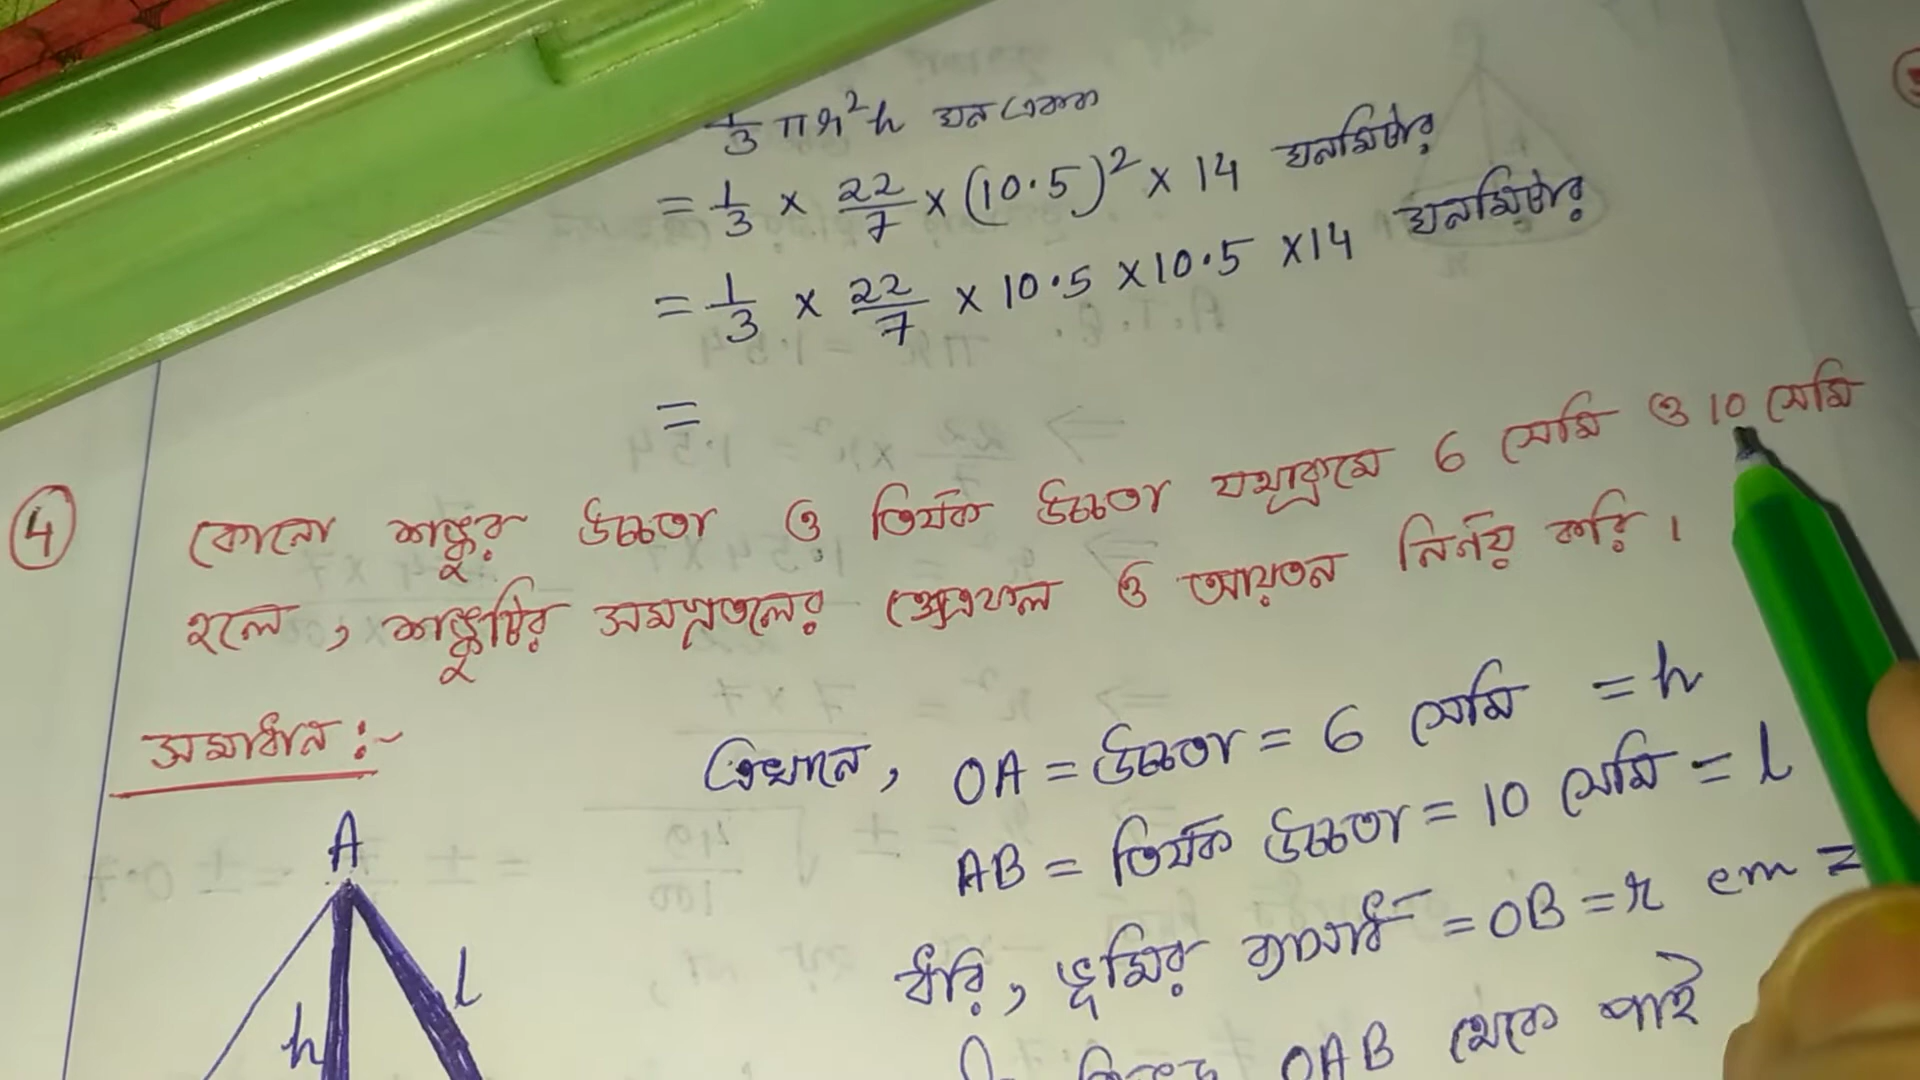 1/3 πr²h ঘন একক
= 1/3 × 22/7 × (10.5)² × 14 ঘনমিটার
= 1/3 × 22/7 × 10.5 × 10.5 × 14 ঘনমিটার
=
4 কোনো শঙ্কুর উচ্চতা ও তির্যক উচ্চতা যথাক্রমে 6 সেমি ও 10 সেমি
হলে, শঙ্কুটির সমগ্রতলের ক্ষেত্রফল ও আয়তন নির্ণয় করি।
সমাধান :-
এখানে, OA = উচ্চতা = 6 সেমি = h
AB = তির্যক উচ্চতা = 10 সেমি = l
ধরি, ভূমির ব্যাসার্ধ = OB = r cm =
OAB থেকে পাই
A
l
h